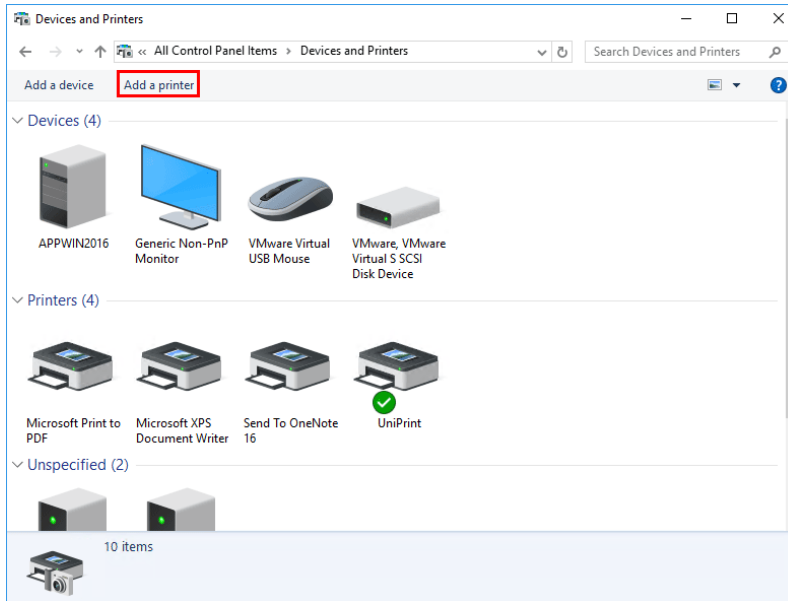 Devices and Printers
« All Control Panel Items › Devices and Printers
Search Devices and Printers
Add a device
Add a printer
?
Devices (4)
APPWIN2016
Generic Non-PnP
Monitor
VMware Virtual
USB Mouse
VMware, VMware
Virtual S SCSI
Disk Device
Printers (4)
Microsoft Print to
PDF
Microsoft XPS
Document Writer
Send To OneNote
16
UniPrint
Unspecified (2)
10 items